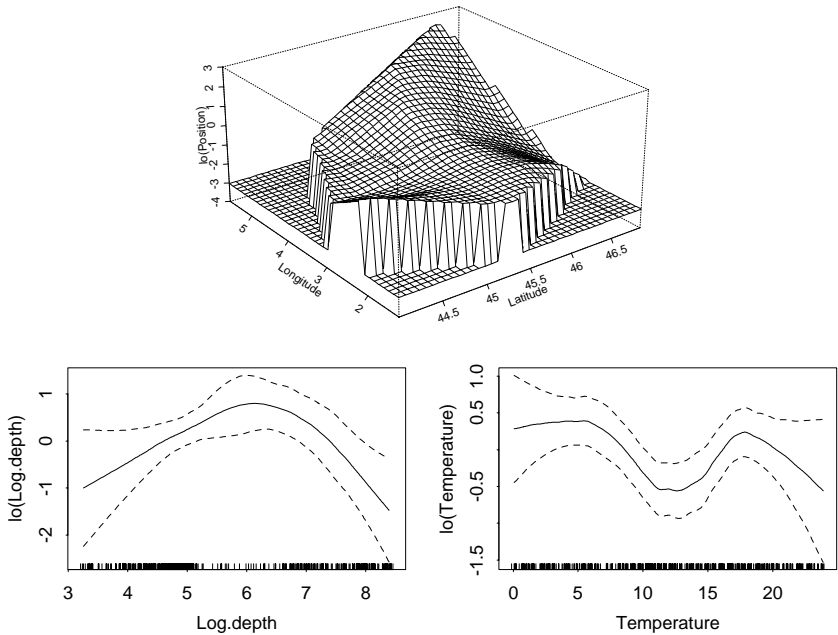 lo(Position)
3
2
1
0
-1
-2
-3
-4
Longitude
5
4
3
2
Latitude
44.5
45
45.5
46
46.5
lo(Log.depth)
1
0
-1
-2
3 4 5 6 7 8
Log.depth
lo(Temperature)
1.0
0.5
-0.5
-1.5
0 5 10 15 20
Temperature